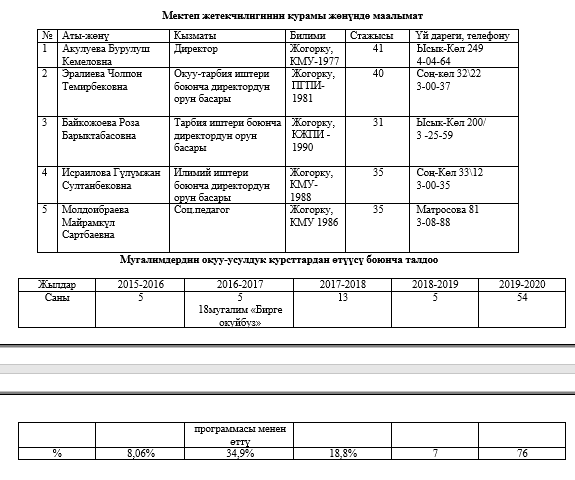 Мектеп жетекчилигинин курамы жөнүндө маалымат
№ Аты-жөнү Кызматы Билими Стажысы Үй дареги, телефону
1 Акулуева Бурулуш Директор Жогорку, 41 Ысык-Көл 249
Кемеловна КМУ-1977 4-04-64
2 Эралиева Чолпон Окуу-тарбия иштери Жогорку, 40 Соң-көл 32\22
Темирбековна боюнча директордун ПГПИ- 3-00-37
орун басары 1981
3 Байкожоева Роза Тарбия иштери боюнча Жогорку, 31 Ысык-Көл 200/
Барыктабасовна директордун орун КЖПИ - 3 -25-59
басары 1990
4 Исраилова Гүлүмжан Илимий иштери Жогорку, 35 Соң-Көл 33\12
Султанбековна боюнча директордун КМУ- 3-00-35
орун басары 1988
5 Молдоибраева Соц.педагог Жогорку, 35 Матросова 81
Майрамкүл КМУ 1986 3-08-88
Сартбаевна
Мугалимдердин окуу-усулдук курсттардан өтүүсү боюнча талдоо
Жылдар 2015-2016 2016-2017 2017-2018 2018-2019 2019-2020
Саны 5 5 13 5 54
18мугалим «Бирге
окуйбуз»
программасы менен
өттү
% 8,06% 34,9% 18,8% 7 76